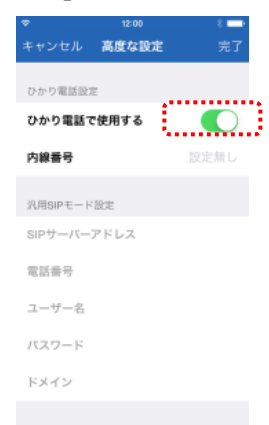 12:00
キャンセル 高度な設定 完了
ひかり電話設定
ひかり電話で使用する
内線番号 設定無し
汎用SIPモード設定
SIPサーバーアドレス
電話番号
ユーザー名
パスワード
ドメイン